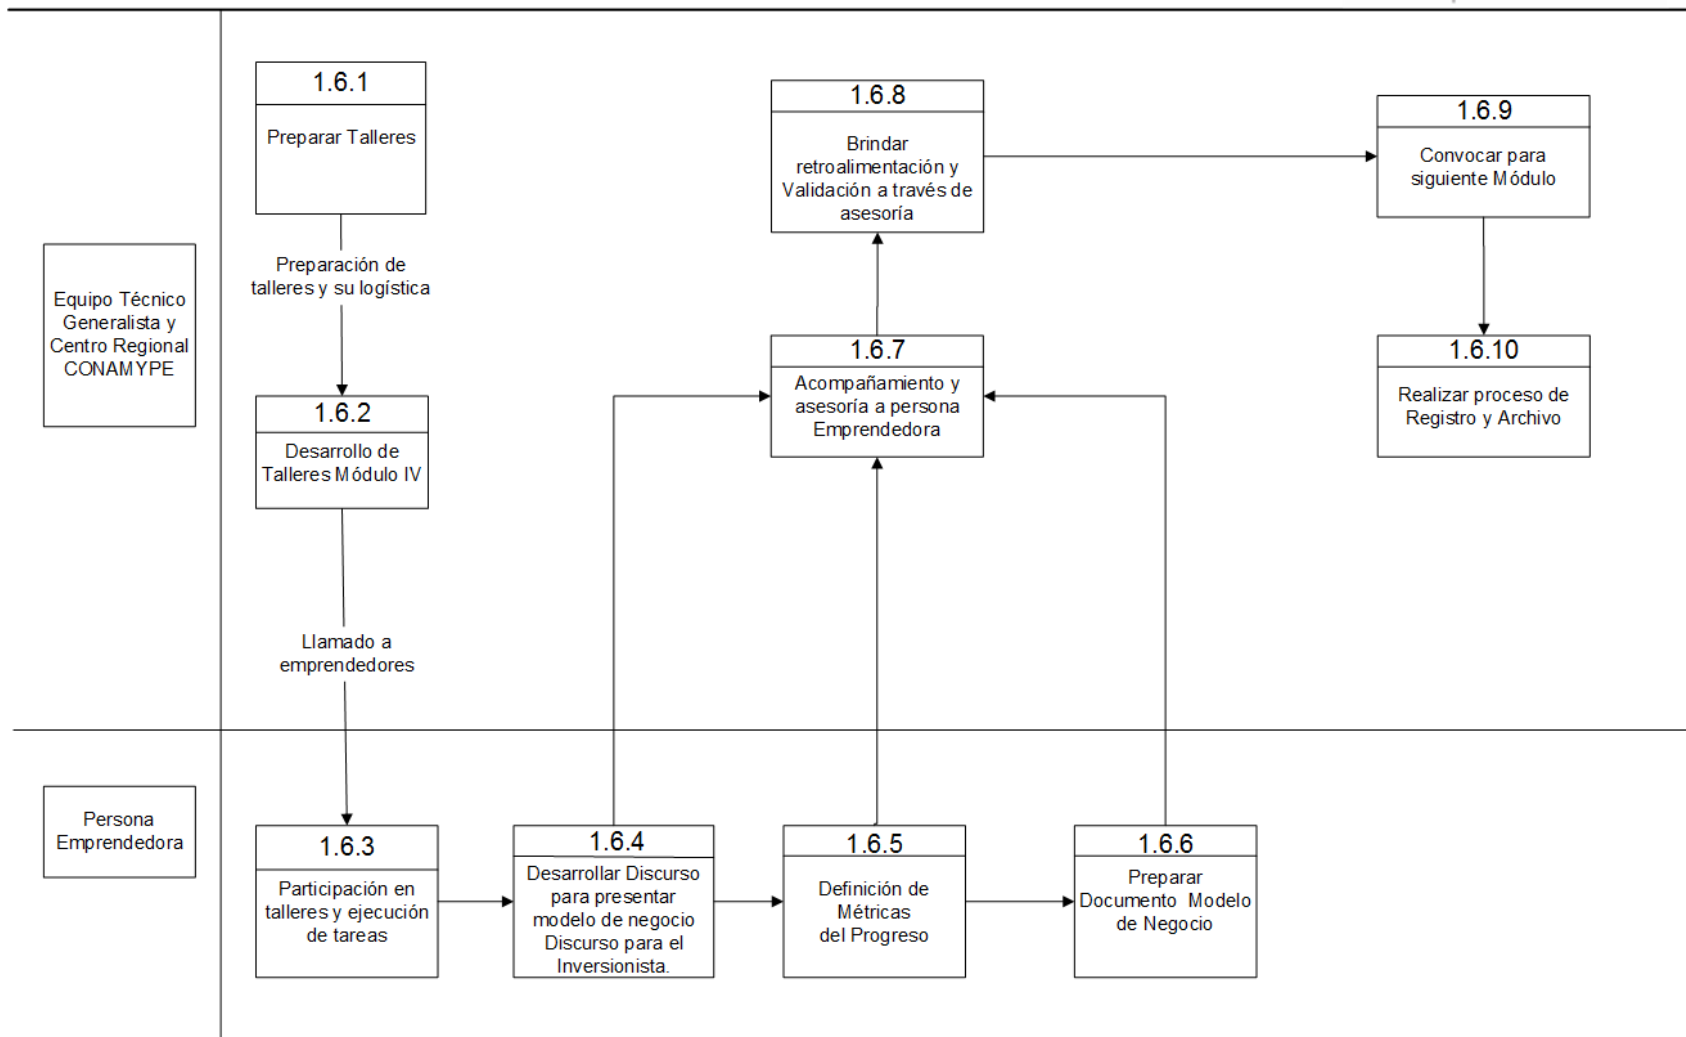 Equipo Técnico
Generalista y
Centro Regional
CONAMYPE
1.6.1
Preparar Talleres
Preparación de
talleres y su logística
1.6.2
Desarrollo de
Talleres Módulo IV
Llamado a
emprendedores
1.6.8
Brindar
retroalimentación y
Validación a través de
asesoría
1.6.7
Acompañamiento y
asesoría a persona
Emprendedora
1.6.9
Convocar para
siguiente Módulo
1.6.10
Realizar proceso de
Registro y Archivo
Persona
Emprendedora
1.6.3
Participación en
talleres y ejecución
de tareas
1.6.4
Desarrollar Discurso
para presentar
modelo de negocio
Discurso para el
Inversionista.
1.6.5
Definición de
Métricas
del Progreso
1.6.6
Preparar
Documento Modelo
de Negocio